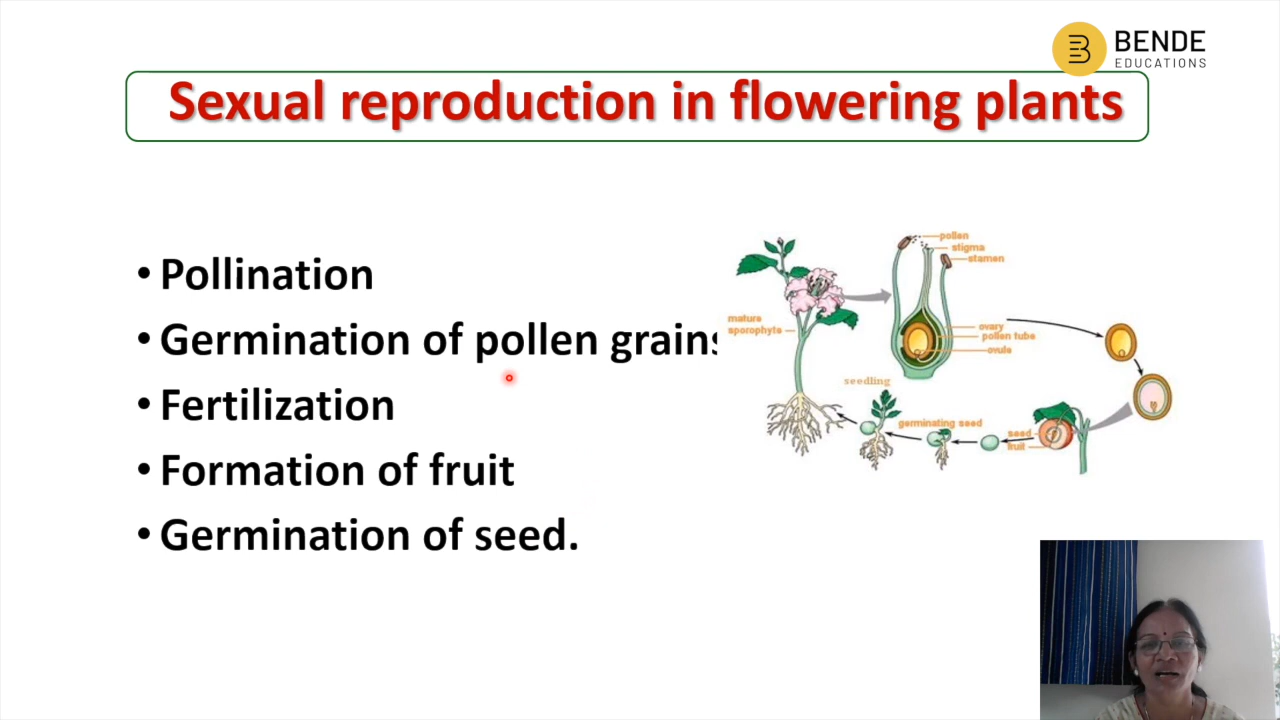 BENDE
EDUCATIONS
Sexual reproduction in flowering plants
• Pollination
• Germination of pollen grains
• Fertilization
• Formation of fruit
• Germination of seed.
pollen
stigma
stamen
mature
sporophyte
ovary
pollen tube
ovule
seedling
germinating seed
seed
fruit